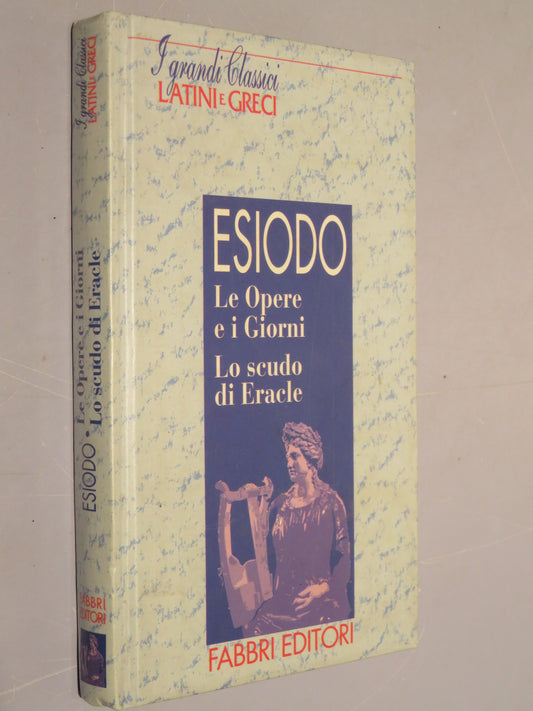 I grandi Classici
LATINI E GRECI
ESIODO
Le Opere
e i Giorni
Lo scudo
di Eracle
FABBRI EDITORI
I grandi Classici
LATINI E GRECI
ESIODO • Le Opere e i Giorni
Lo scudo di Eracle
FABBRI
EDITORI